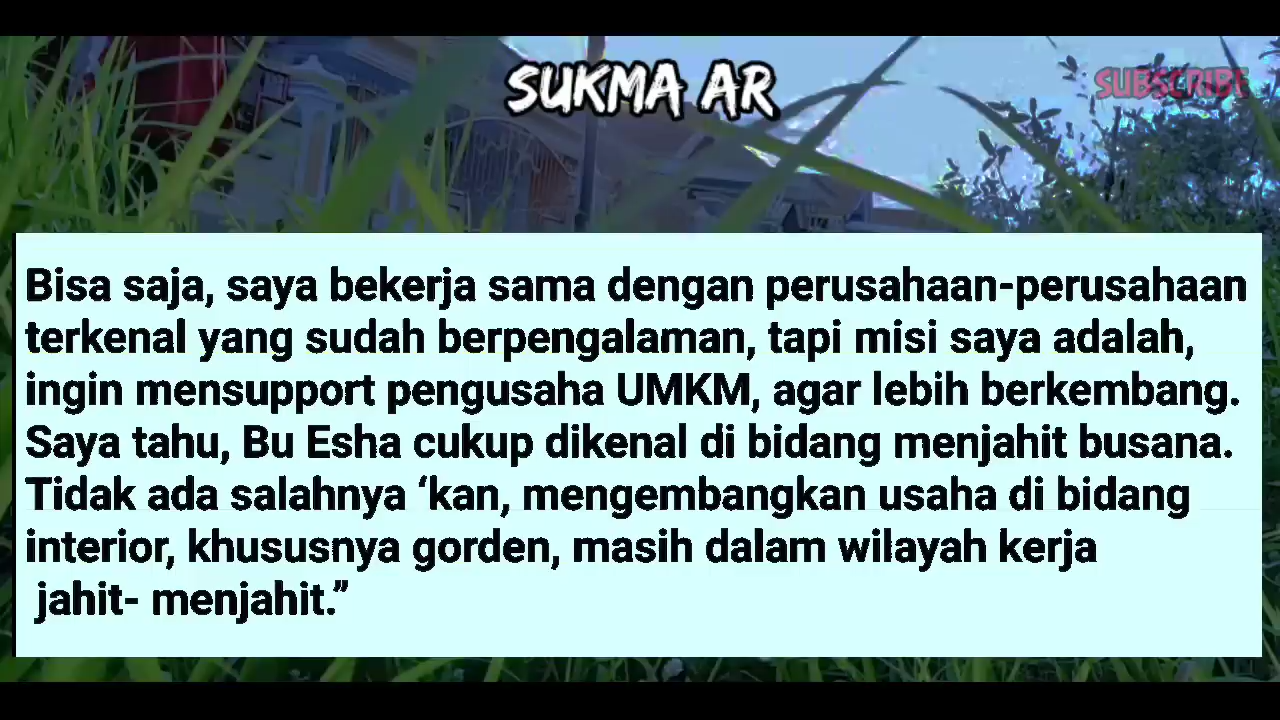 SUKMA AR
SUBSCRIBE
Bisa saja, saya bekerja sama dengan perusahaan-perusahaan
terkenal yang sudah berpengalaman, tapi misi saya adalah,
ingin mensupport pengusaha UMKM, agar lebih berkembang.
Saya tahu, Bu Esha cukup dikenal di bidang menjahit busana.
Tidak ada salahnya ‘kan, mengembangkan usaha di bidang
interior, khususnya gorden, masih dalam wilayah kerja
jahit- menjahit.”